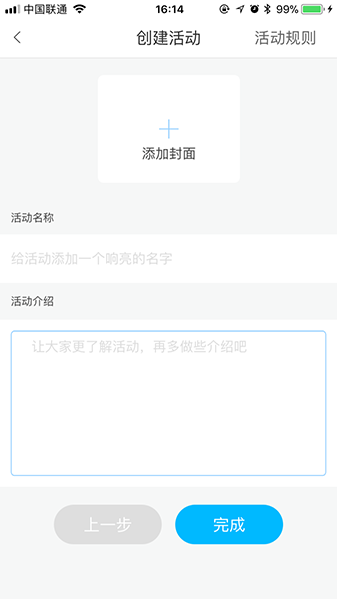 中国联通 16:14 99%
创建活动 活动规则
添加封面
活动名称
给活动添加一个响亮的名字
活动介绍
让大家更了解活动，再多做些介绍吧
上一步 完成